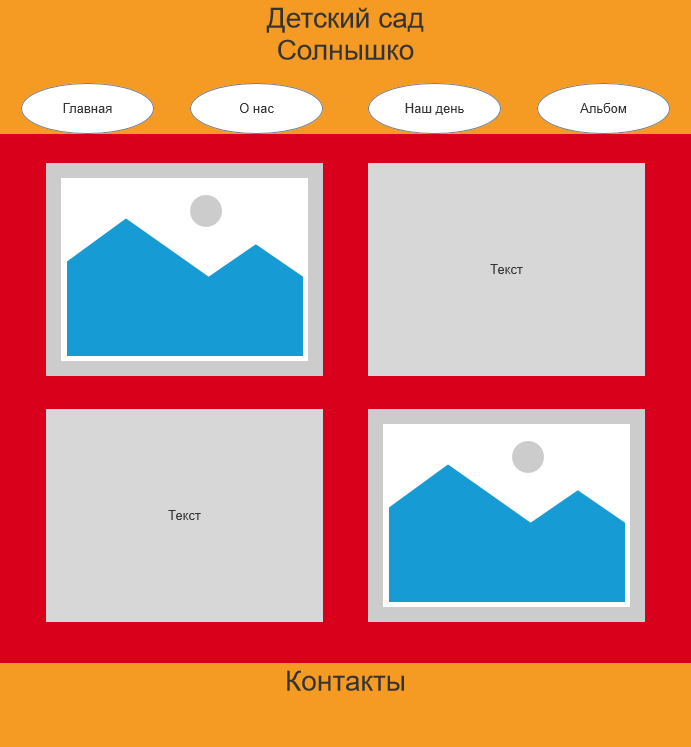 Детский сад
Солнышко
Главная
О нас
Наш день
Альбом
Текст
Текст
Контакты